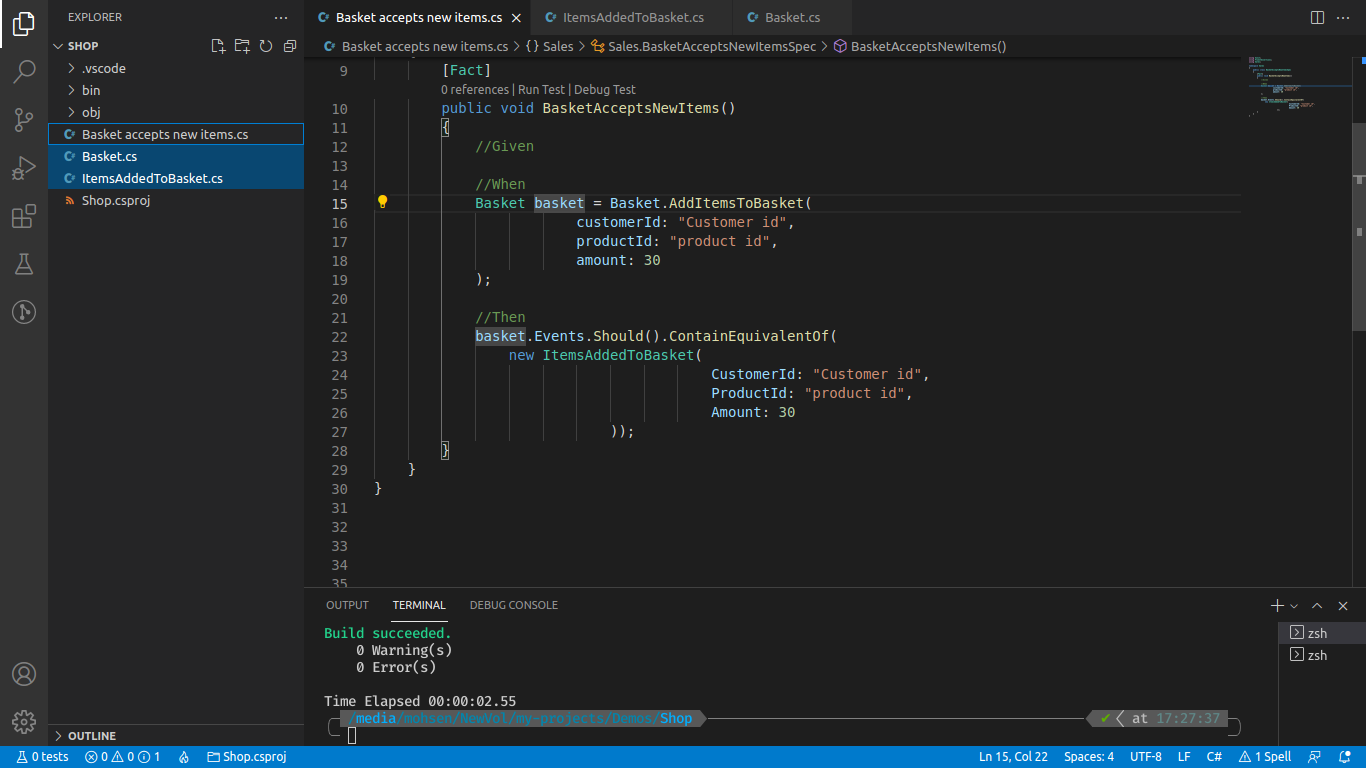 EXPLORER
SHOP
.vscode
bin
obj
Basket accepts new items.cs
Basket.cs
ItemsAddedToBasket.cs
Shop.csproj
OUTLINE
Basket accepts new items.cs ItemsAddedToBasket.cs Basket.cs
Basket accepts new items.cs > {} Sales > Sales.BasketAcceptsNewItemsSpec > BasketAcceptsNewItems()
9 [Fact]
0 references | Run Test | Debug Test
10 public void BasketAcceptsNewItems()
11 {
12 //Given
13
14 //When
15 Basket basket = Basket.AddItemsToBasket(
16 customerId: "Customer id",
17 productId: "product id",
18 amount: 30
19 );
20
21 //Then
22 basket.Events.Should().ContainEquivalentOf(
23 new ItemsAddedToBasket(
24 CustomerId: "Customer id",
25 ProductId: "product id",
26 Amount: 30
27 ));
28 }
29 }
30 }
31
32
33
34
35
OUTPUT TERMINAL DEBUG CONSOLE
Build succeeded.
0 Warning(s)
0 Error(s)
Time Elapsed 00:00:02.55
/media/mohsen/NewVol/my-projects/Demos/Shop
at 17:27:37
zsh
zsh
0 tests 0 0 1 Shop.csproj Ln 15, Col 22 Spaces: 4 UTF-8 LF C# 1 Spell